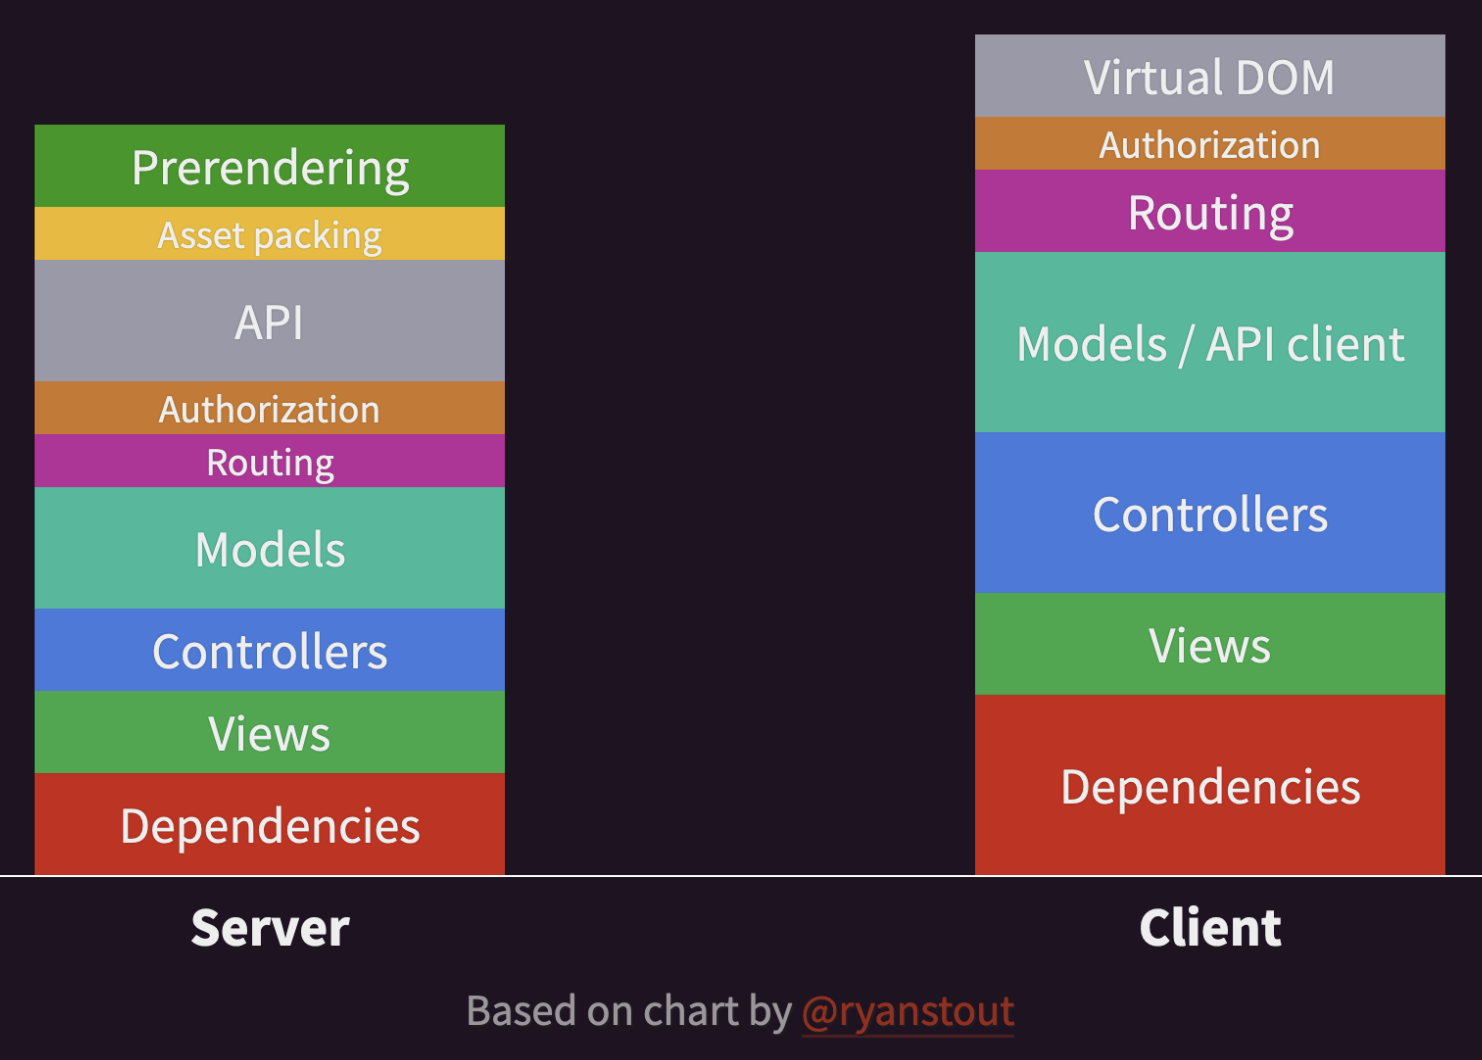 Prerendering
Asset packing
API
Authorization
Routing
Models
Controllers
Views
Dependencies
Server
Virtual DOM
Authorization
Routing
Models / API client
Controllers
Views
Dependencies
Client
Based on chart by @ryanstout